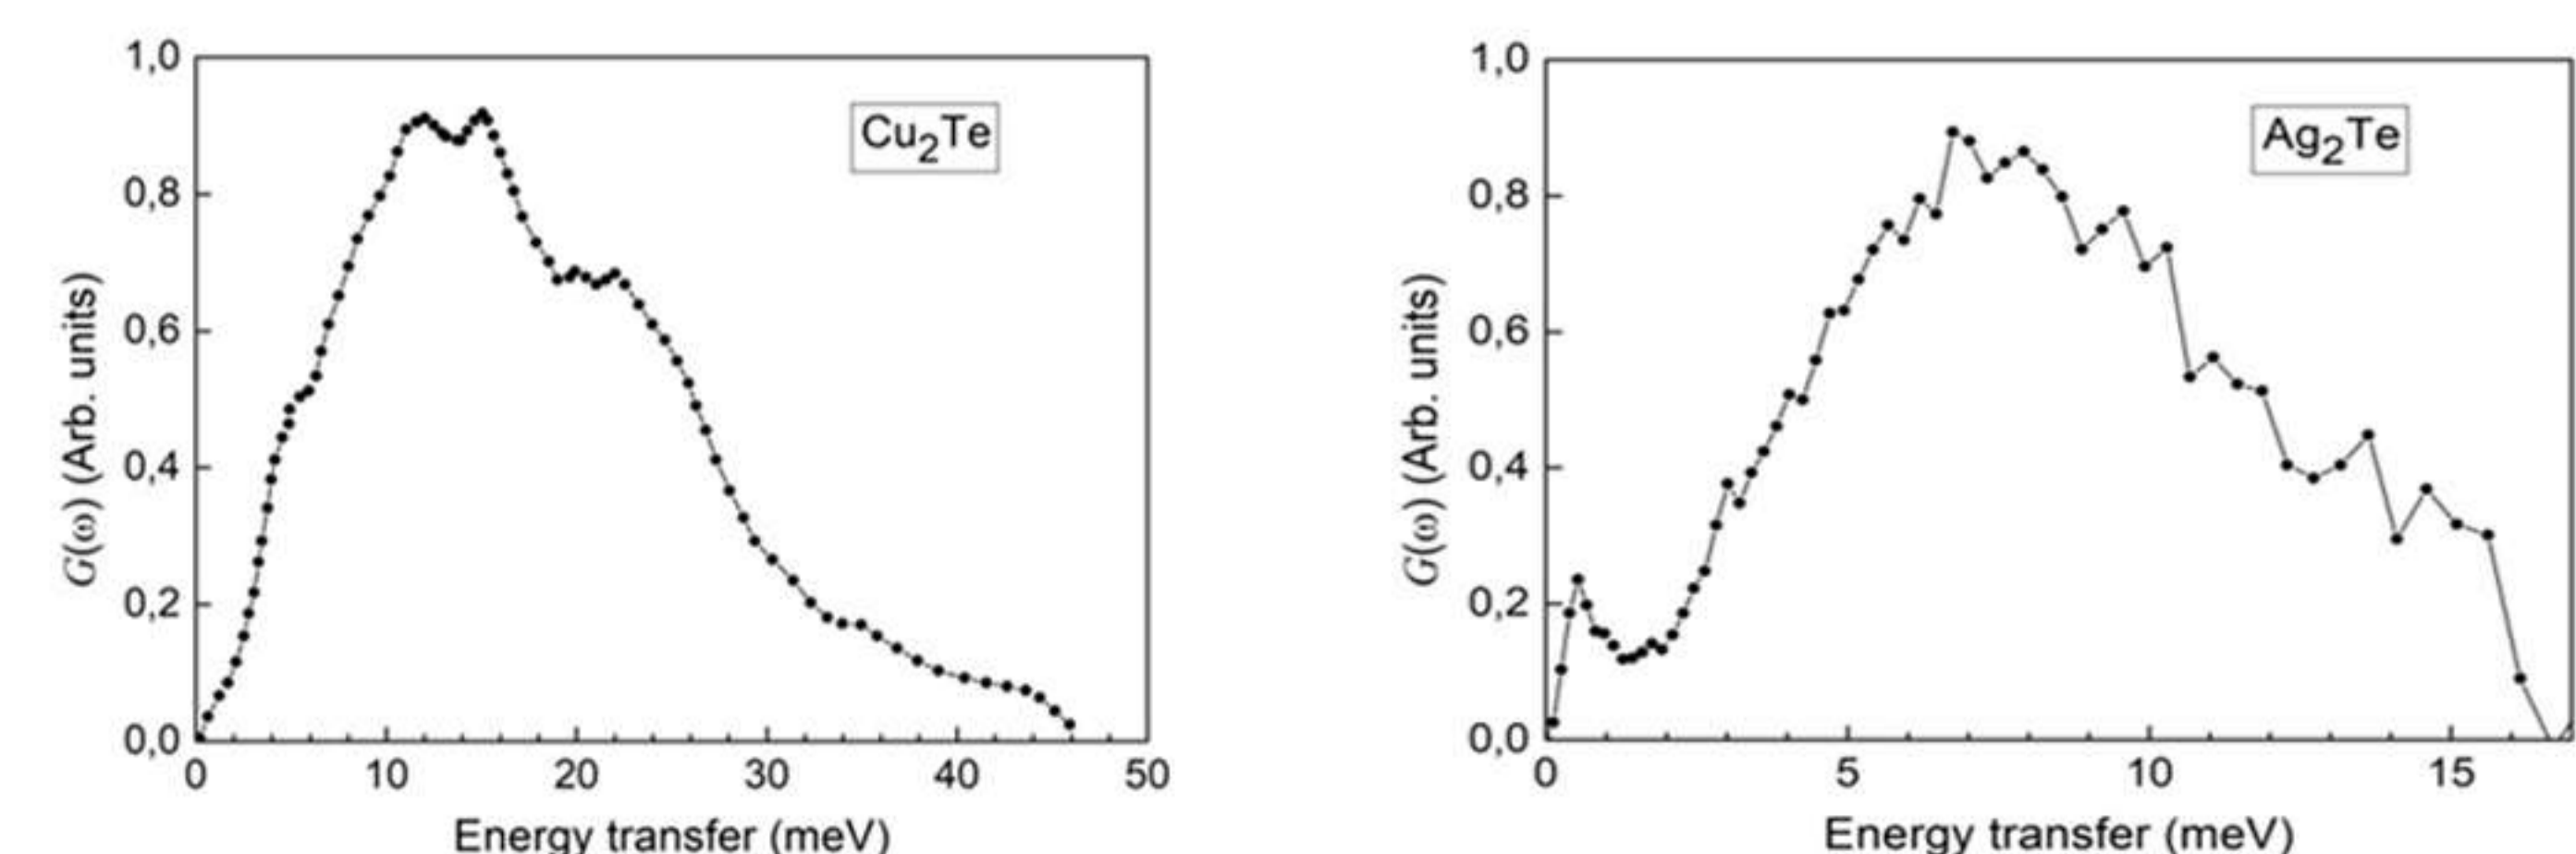 1,0
0,8
0,6
0,4
0,2
0,0
G(ω) (Arb. units)
Cu2Te
0 10 20 30 40 50
Energy transfer (meV)
1,0
0,8
0,6
0,4
0,2
0,0
G(ω) (Arb. units)
Ag2Te
0 5 10 15
Energy transfer (meV)